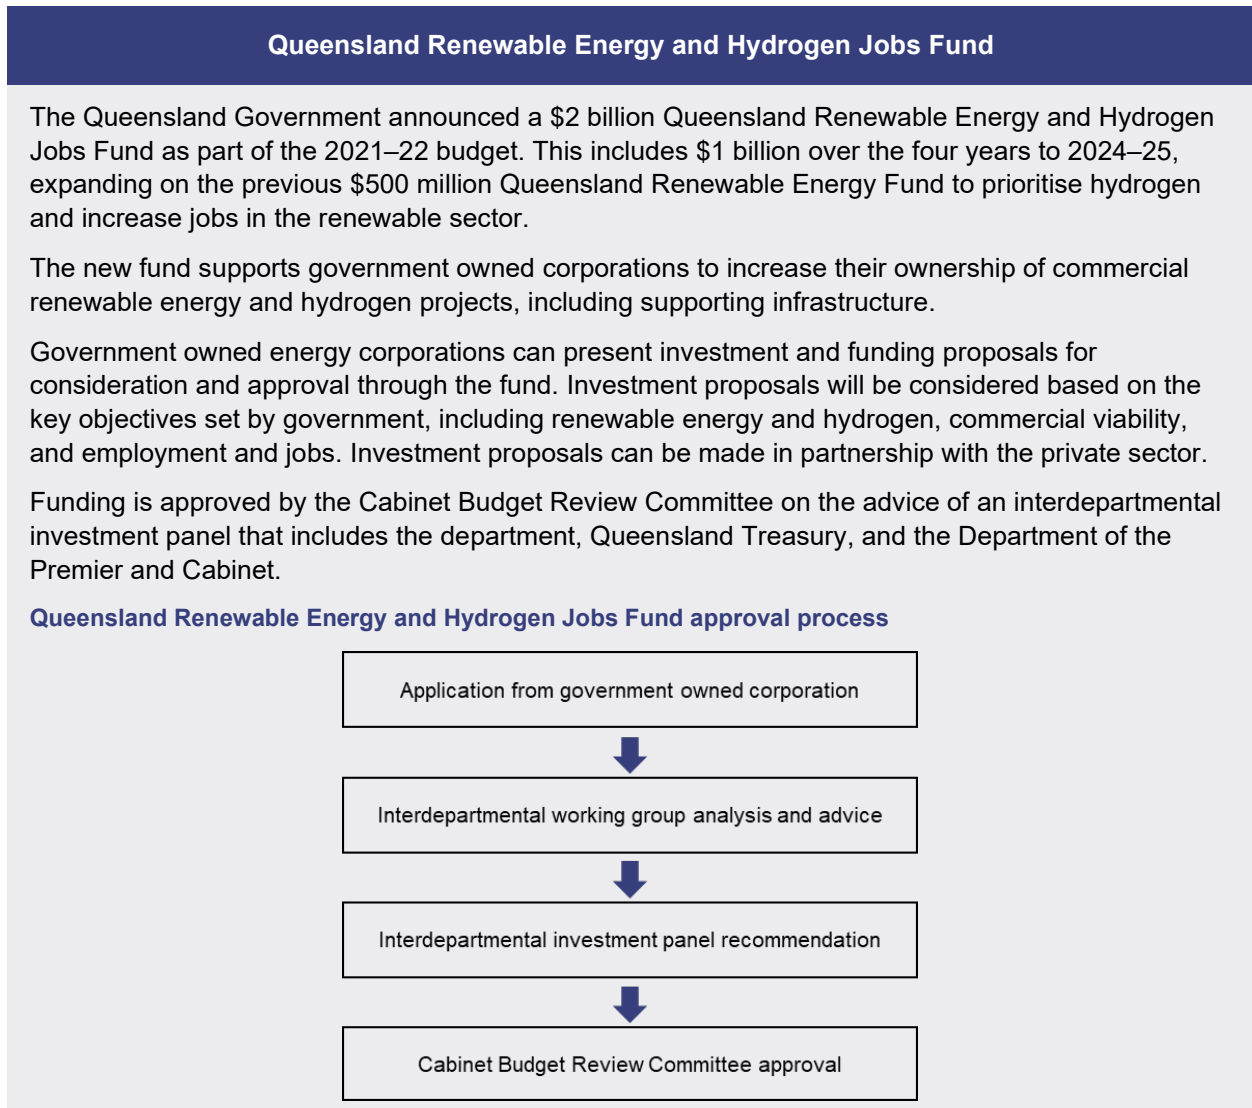 Queensland Renewable Energy and Hydrogen Jobs Fund
The Queensland Government announced a $2 billion Queensland Renewable Energy and Hydrogen
Jobs Fund as part of the 2021–22 budget. This includes $1 billion over the four years to 2024–25,
expanding on the previous $500 million Queensland Renewable Energy Fund to prioritise hydrogen
and increase jobs in the renewable sector.
The new fund supports government owned corporations to increase their ownership of commercial
renewable energy and hydrogen projects, including supporting infrastructure.
Government owned energy corporations can present investment and funding proposals for
consideration and approval through the fund. Investment proposals will be considered based on the
key objectives set by government, including renewable energy and hydrogen, commercial viability,
and employment and jobs. Investment proposals can be made in partnership with the private sector.
Funding is approved by the Cabinet Budget Review Committee on the advice of an interdepartmental
investment panel that includes the department, Queensland Treasury, and the Department of the
Premier and Cabinet.
Queensland Renewable Energy and Hydrogen Jobs Fund approval process
Application from government owned corporation
Interdepartmental working group analysis and advice
Interdepartmental investment panel recommendation
Cabinet Budget Review Committee approval